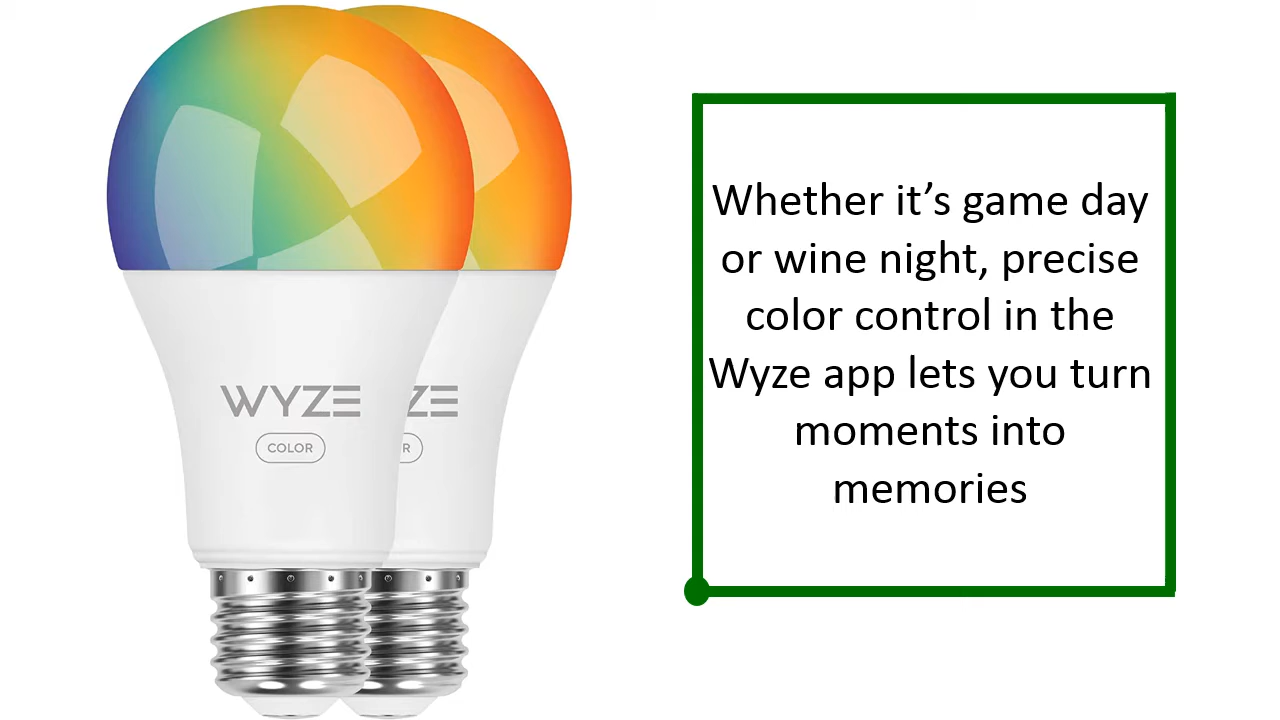 WYZE
COLOR
ZE
R
Whether it’s game day
or wine night, precise
color control in the
Wyze app lets you turn
moments into
memories